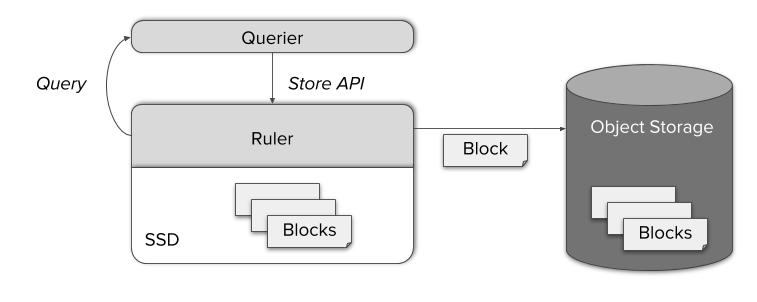 Querier
Query
Store API
Ruler
Object Storage
Block
Blocks
SSD
Blocks